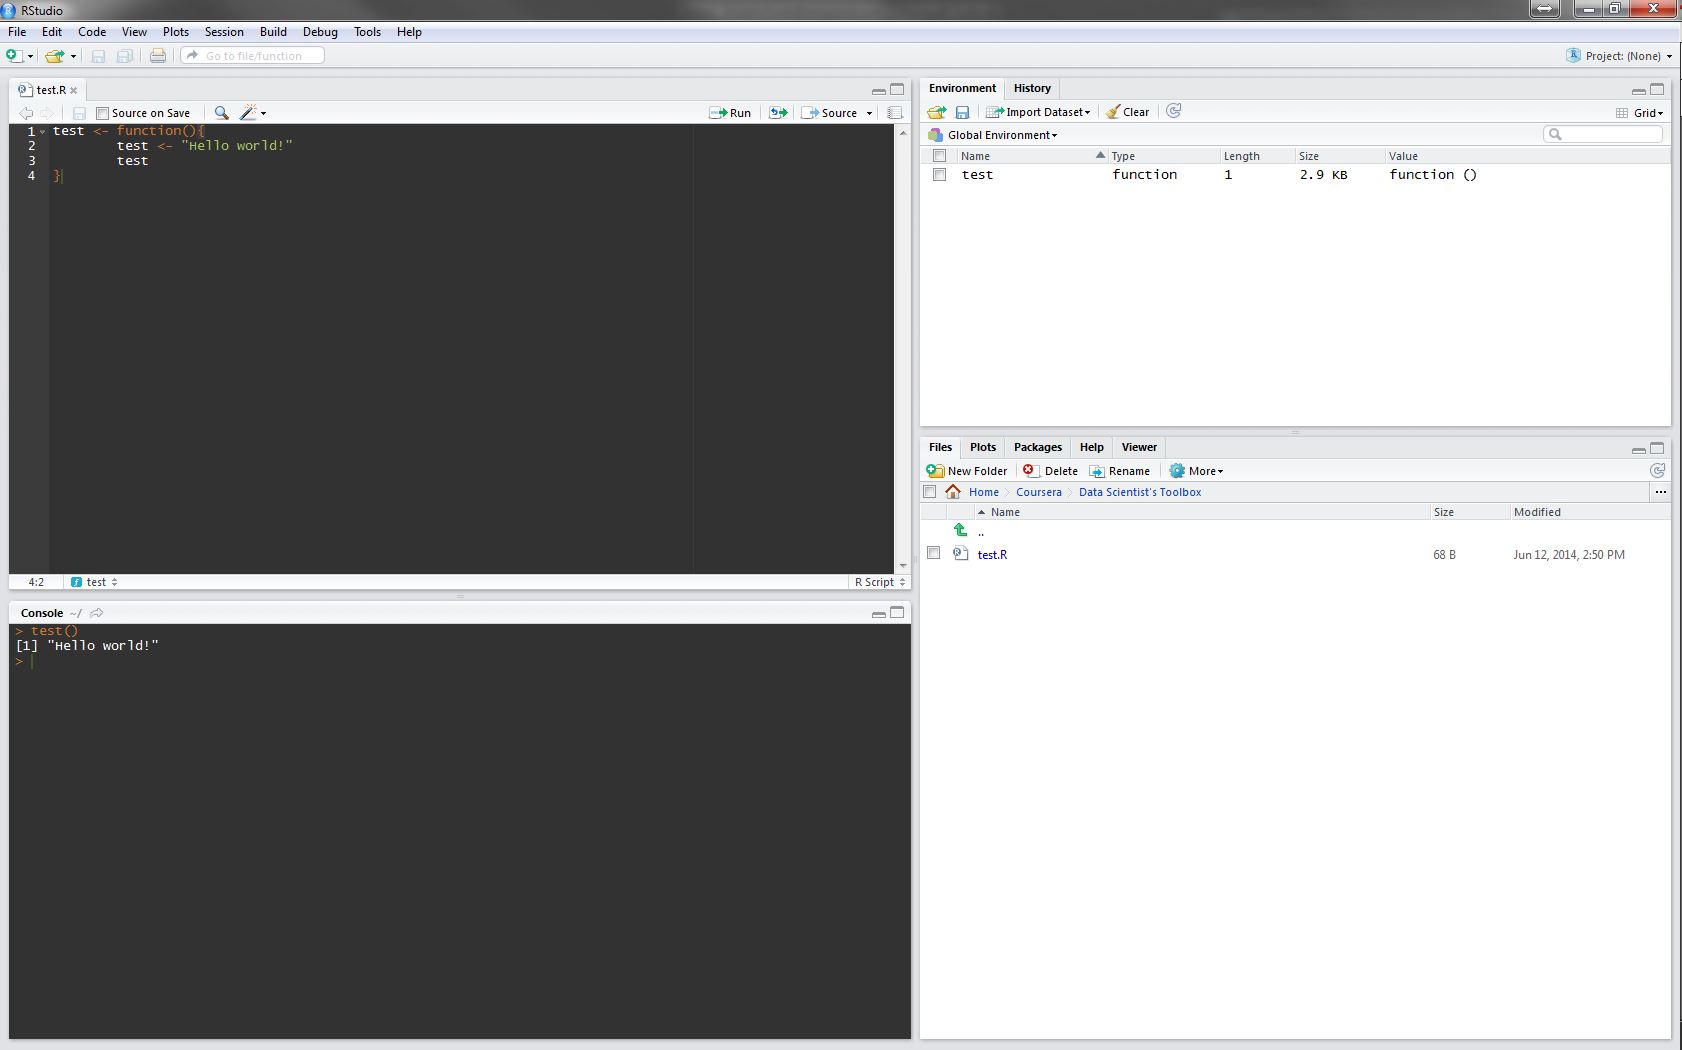 RStudio
File Edit Code View Plots Session Build Debug Tools Help
Go to file/function
Project: (None)
test.R
Source on Save
Run
Source
1 test <- function(){
2         test <- "Hello world!"
3         test
4 }
4:2
test
R Script
Console ~/
> test()
[1] "Hello world!"
>
Environment History
Import Dataset Clear
Grid
Global Environment
Name Type Length Size Value
test function 1 2.9 KB function ()
Files Plots Packages Help Viewer
New Folder Delete Rename More
Home Coursera Data Scientist's Toolbox ...
Name Size Modified
..
test.R 68 B Jun 12, 2014, 2:50 PM